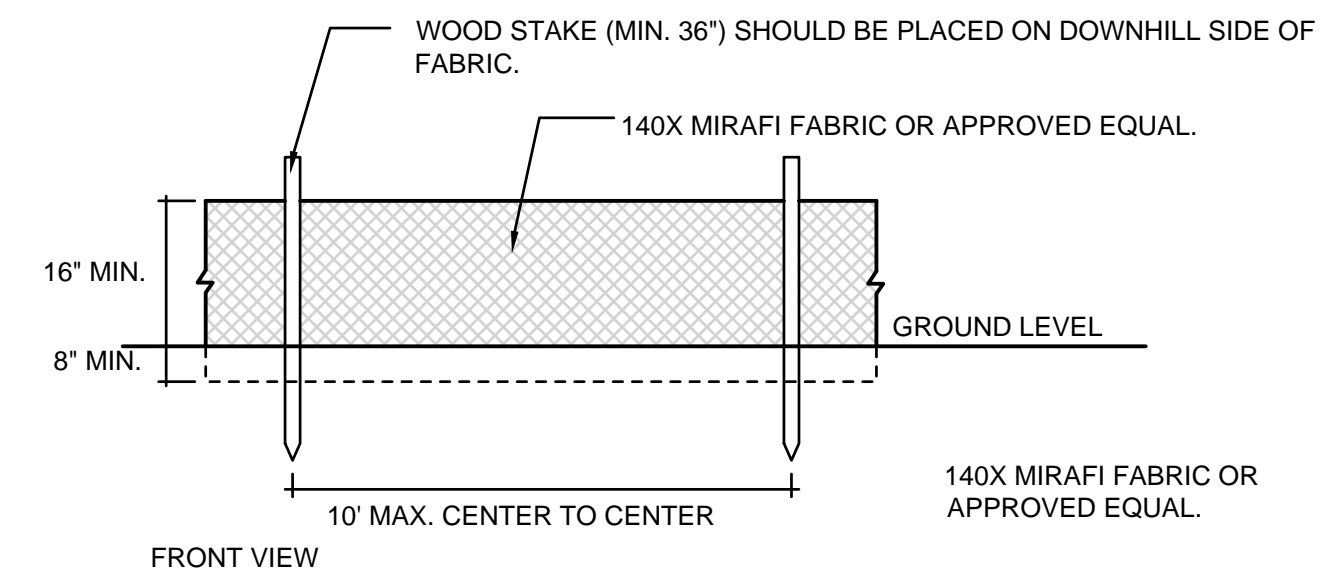 WOOD STAKE (MIN. 36") SHOULD BE PLACED ON DOWNHILL SIDE OF
FABRIC.
140X MIRAFI FABRIC OR APPROVED EQUAL.
16" MIN.
GROUND LEVEL
8" MIN.
140X MIRAFI FABRIC OR
APPROVED EQUAL.
10' MAX. CENTER TO CENTER
FRONT VIEW